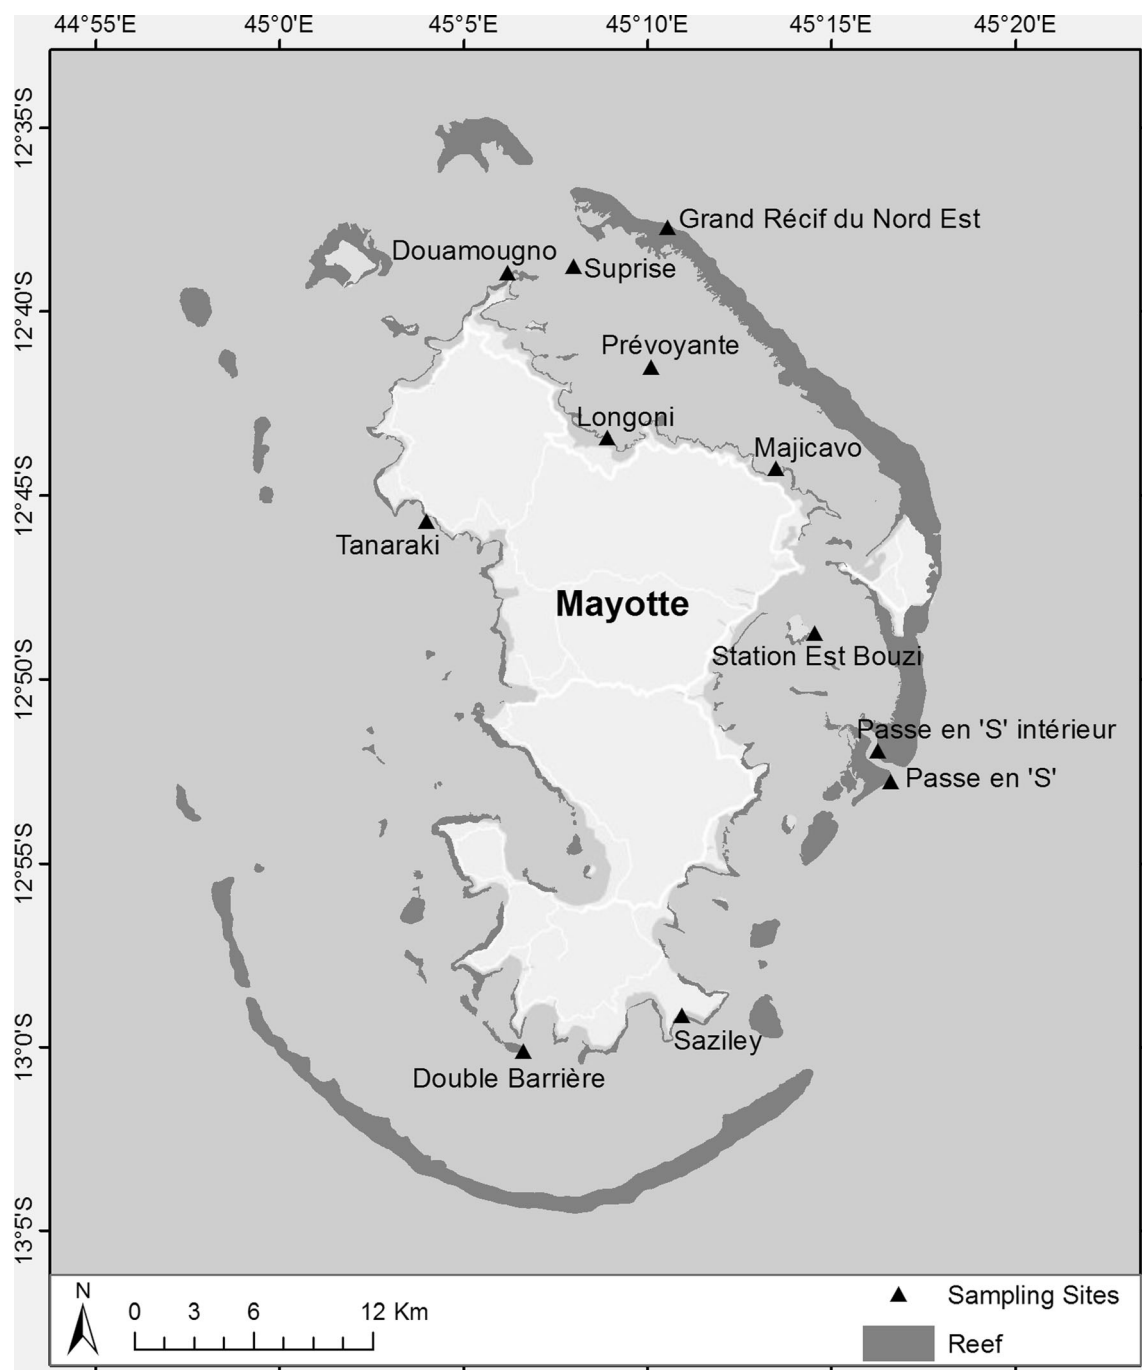 44°55'E 45°0'E 45°5'E 45°10'E 45°15'E 45°20'E
12°35'S
Grand Récif du Nord Est
Douamougno
Suprise
12°40'S
Prévoyante
Longoni
Majicavo
12°45'S
Tanaraki
Mayotte
Station Est Bouzi
12°50'S
Passe en 'S' intérieur
Passe en 'S'
12°55'S
13°0'S
Saziley
Double Barrière
13°5'S
N
0 3 6 12 Km
Sampling Sites
Reef